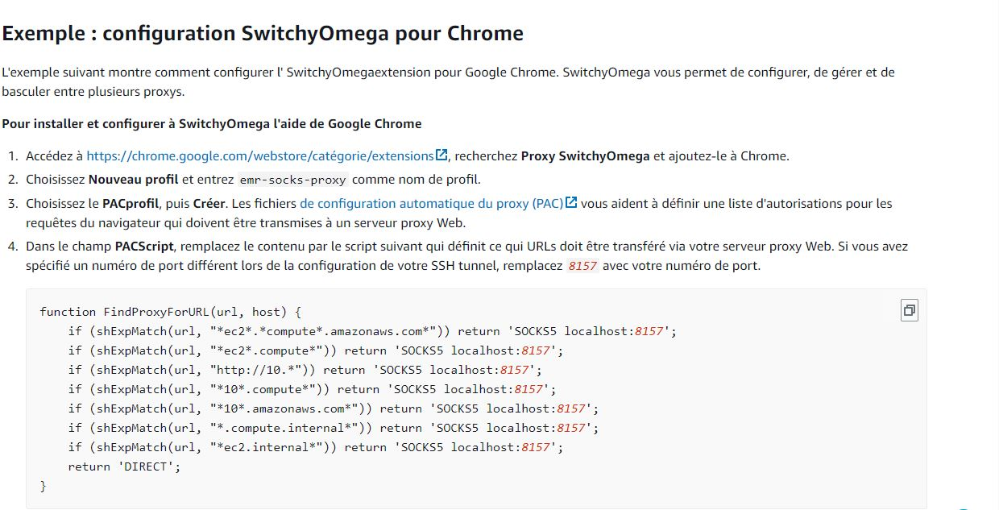 Exemple : configuration SwitchyOmega pour Chrome
L'exemple suivant montre comment configurer l' SwitchyOmegaextension pour Google Chrome. SwitchyOmega vous permet de configurer, de gérer et de
basculer entre plusieurs proxys.
Pour installer et configurer à SwitchyOmega l'aide de Google Chrome
1. Accédez à https://chrome.google.com/webstore/catégorie/extensions, recherchez Proxy SwitchyOmega et ajoutez-le à Chrome.
2. Choisissez Nouveau profil et entrez emr-socks-proxy comme nom de profil.
3. Choisissez le PACprofil, puis Créer. Les fichiers de configuration automatique du proxy (PAC) vous aident à définir une liste d'autorisations pour les
requêtes du navigateur qui doivent être transmises à un serveur proxy Web.
4. Dans le champ PACScript, remplacez le contenu par le script suivant qui définit ce qui URLs doit être transféré via votre serveur proxy Web. Si vous avez
spécifié un numéro de port différent lors de la configuration de votre SSH tunnel, remplacez 8157 avec votre numéro de port.
function FindProxyForURL(url, host) {
    if (shExpMatch(url, "*ec2*.*compute*.amazonaws.com*")) return 'SOCKS5 localhost:8157';
    if (shExpMatch(url, "*ec2*.compute*")) return 'SOCKS5 localhost:8157';
    if (shExpMatch(url, "http://10.*")) return 'SOCKS5 localhost:8157';
    if (shExpMatch(url, "*10*.compute*")) return 'SOCKS5 localhost:8157';
    if (shExpMatch(url, "*10*.amazonaws.com*")) return 'SOCKS5 localhost:8157';
    if (shExpMatch(url, "*.compute.internal*")) return 'SOCKS5 localhost:8157';
    if (shExpMatch(url, "*ec2.internal*")) return 'SOCKS5 localhost:8157';
    return 'DIRECT';
}